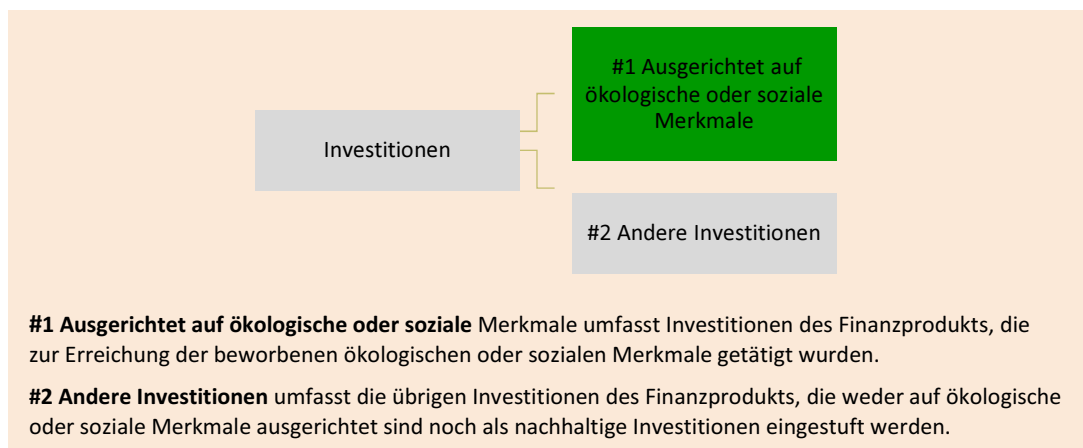 #1 Ausgerichtet auf
ökologische oder soziale
Merkmale
Investitionen
#2 Andere Investitionen
#1 Ausgerichtet auf ökologische oder soziale Merkmale umfasst Investitionen des Finanzprodukts, die
zur Erreichung der beworbenen ökologischen oder sozialen Merkmale getätigt wurden.
#2 Andere Investitionen umfasst die übrigen Investitionen des Finanzprodukts, die weder auf ökologische
oder soziale Merkmale ausgerichtet sind noch als nachhaltige Investitionen eingestuft werden.